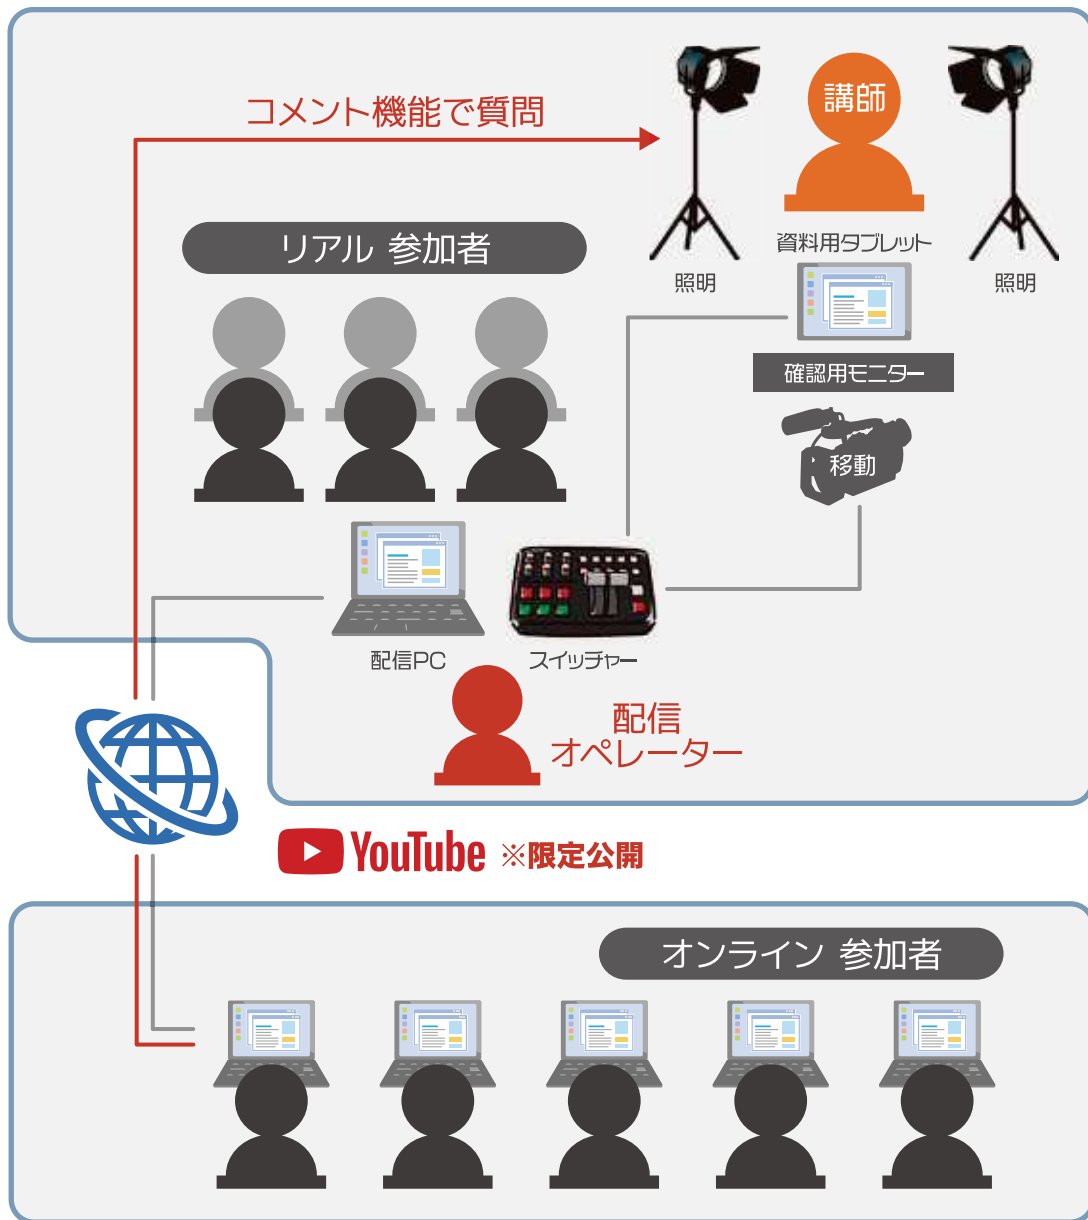 コメント機能で質問
講師
リアル 参加者
資料用タブレット
照明
照明
確認用モニター
移動
配信PC
スイッチャー
配信
オペレーター
YouTube ※限定公開
オンライン 参加者